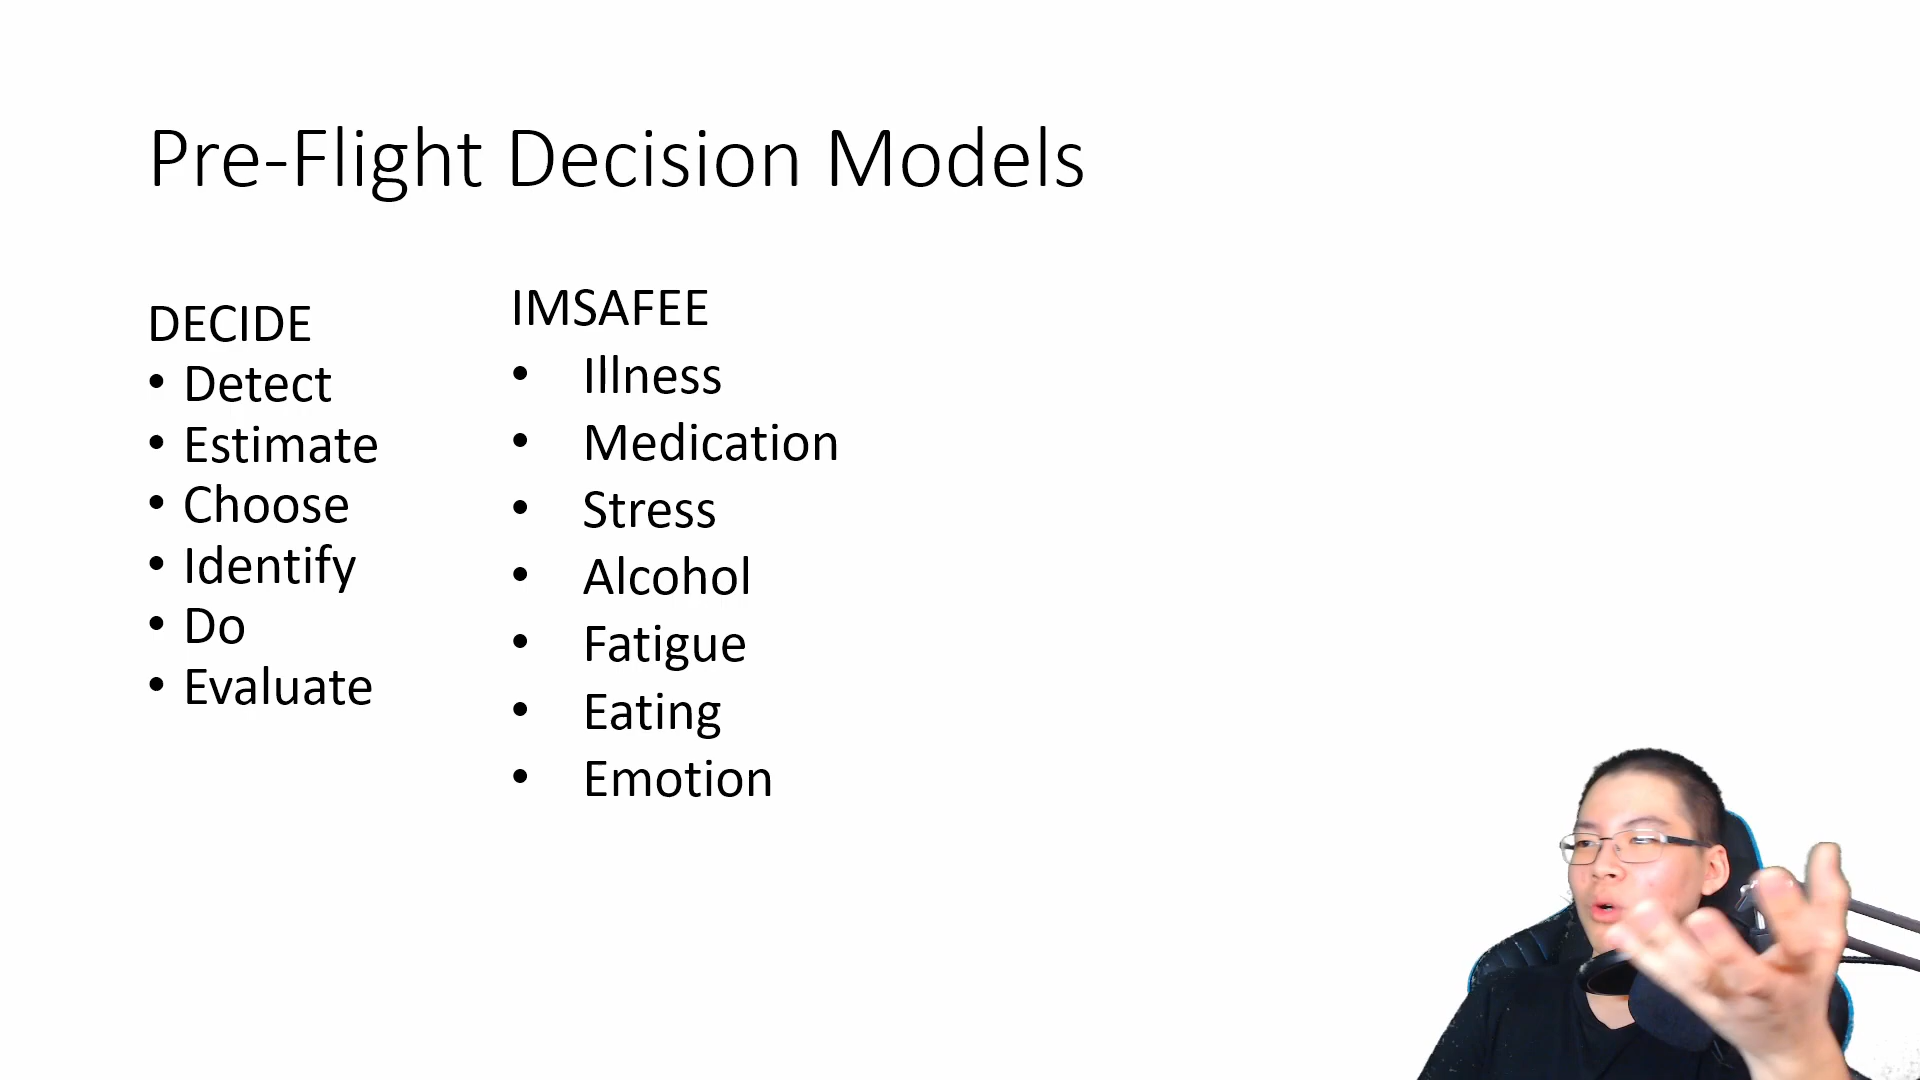 Pre-Flight Decision Models
DECIDE
• Detect
• Estimate
• Choose
• Identify
• Do
• Evaluate
IMSAFEE
• Illness
• Medication
• Stress
• Alcohol
• Fatigue
• Eating
• Emotion